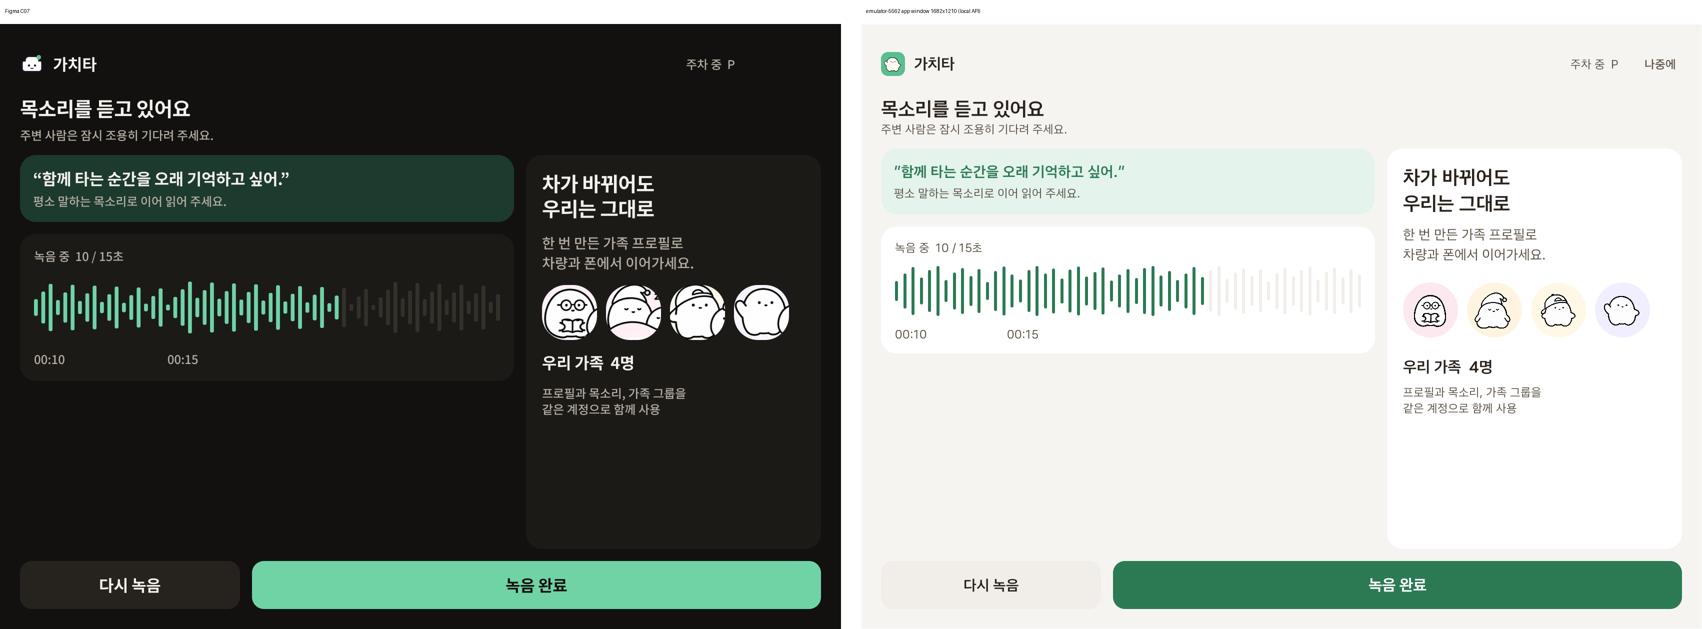 Figma C07
가치타
주차 중 P
목소리를 듣고 있어요
주변 사람은 잠시 조용히 기다려 주세요.
“함께 타는 순간을 오래 기억하고 싶어.”
평소 말하는 목소리로 이어 읽어 주세요.
녹음 중 10 / 15초
00:10 00:15
차가 바뀌어도
우리는 그대로
한 번 만든 가족 프로필로
차량과 폰에서 이어가세요.
우리 가족 4명
프로필과 목소리, 가족 그룹을
같은 계정으로 함께 사용
다시 녹음
녹음 완료
emulator-5562 app window 1682x1210 (local API)
가치타
주차 중 P
나중에
목소리를 듣고 있어요
주변 사람은 잠시 조용히 기다려 주세요.
"함께 타는 순간을 오래 기억하고 싶어."
평소 말하는 목소리로 이어 읽어 주세요.
녹음 중 10 / 15초
00:10 00:15
차가 바뀌어도
우리는 그대로
한 번 만든 가족 프로필로
차량과 폰에서 이어가세요.
우리 가족 4명
프로필과 목소리, 가족 그룹을
같은 계정으로 함께 사용
다시 녹음
녹음 완료